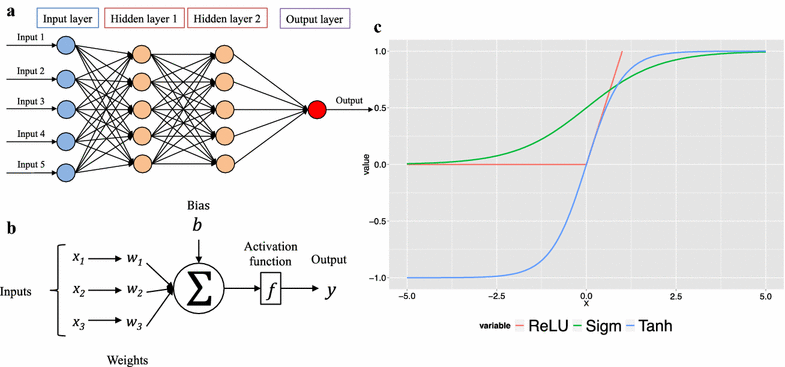 a
Input layer
Hidden layer 1
Hidden layer 2
Output layer
Input 1
Input 2
Input 3
Input 4
Input 5
Output
b
Bias
b
Inputs
x1
w1
x2
w2
x3
w3
Σ
Activation
function
f
Output
y
Weights
c
value
1.0
0.5
0.0
−0.5
−1.0
−5.0
−2.5
0.0
2.5
5.0
X
variable ReLU Sigm Tanh